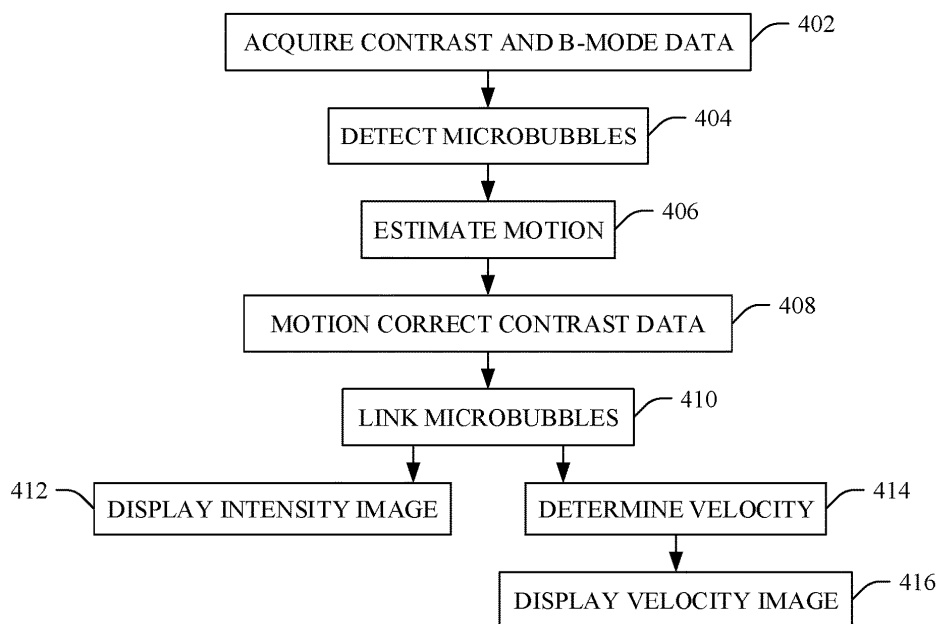 ACQUIRE CONTRAST AND B-MODE DATA
402
DETECT MICROBUBBLES
404
ESTIMATE MOTION
406
MOTION CORRECT CONTRAST DATA
408
LINK MICROBUBBLES
410
412
DISPLAY INTENSITY IMAGE
DETERMINE VELOCITY
414
DISPLAY VELOCITY IMAGE
416